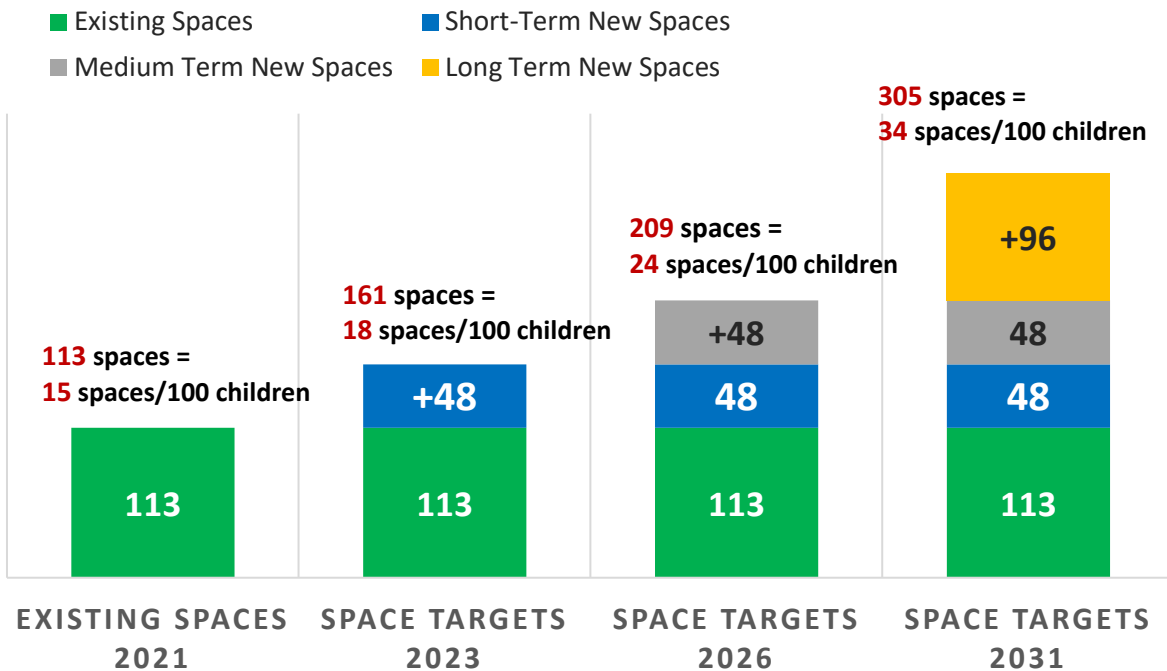 Existing Spaces
Short-Term New Spaces
Medium Term New Spaces
Long Term New Spaces
113 spaces =
15 spaces/100 children
161 spaces =
18 spaces/100 children
209 spaces =
24 spaces/100 children
305 spaces =
34 spaces/100 children
113
+48
113
+48
48
113
+96
48
48
113
EXISTING SPACES
2021
SPACE TARGETS
2023
SPACE TARGETS
2026
SPACE TARGETS
2031